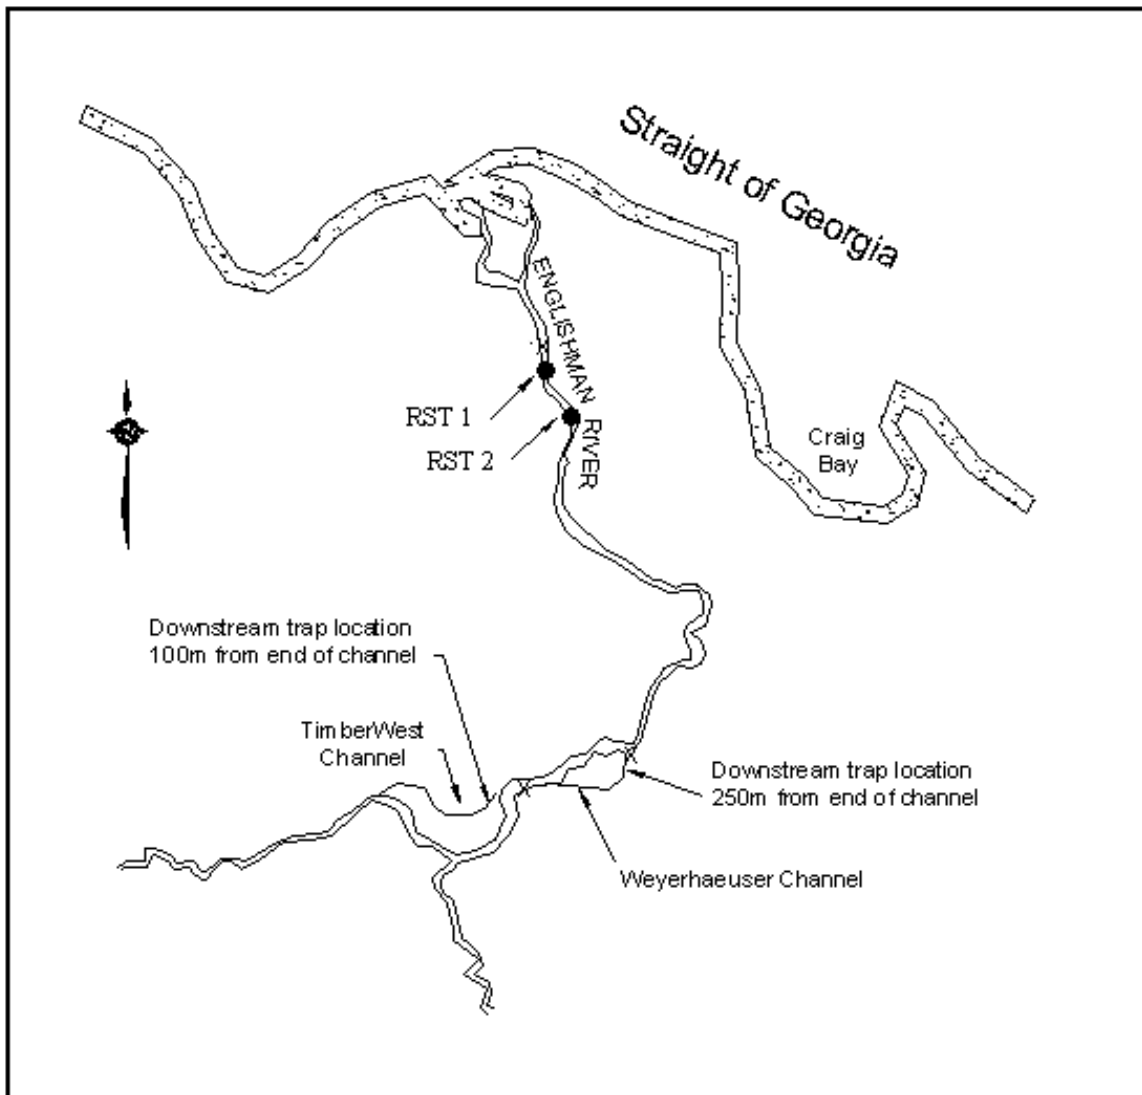 Straight of Georgia
ENGLISHMAN
RIVER
RST 1
RST 2
Craig
Bay
Downstream trap location
100m from end of channel
TimberWest
Channel
Downstream trap location
250m from end of channel
Weyerhaeuser Channel